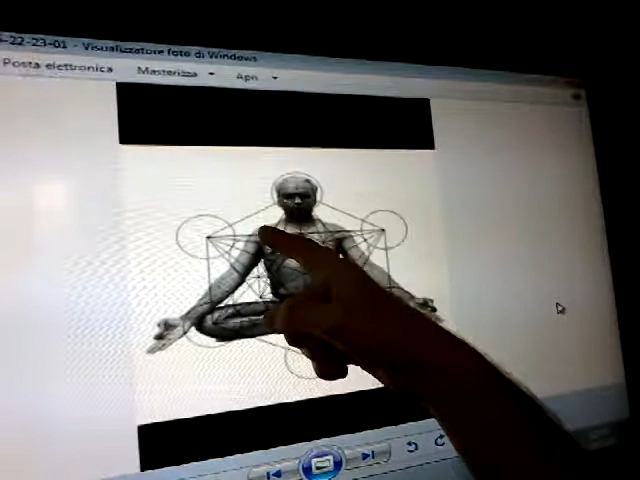 -22-23-01 - Visualizzatore foto di Windows
Posta elettronica Masterizza Apri